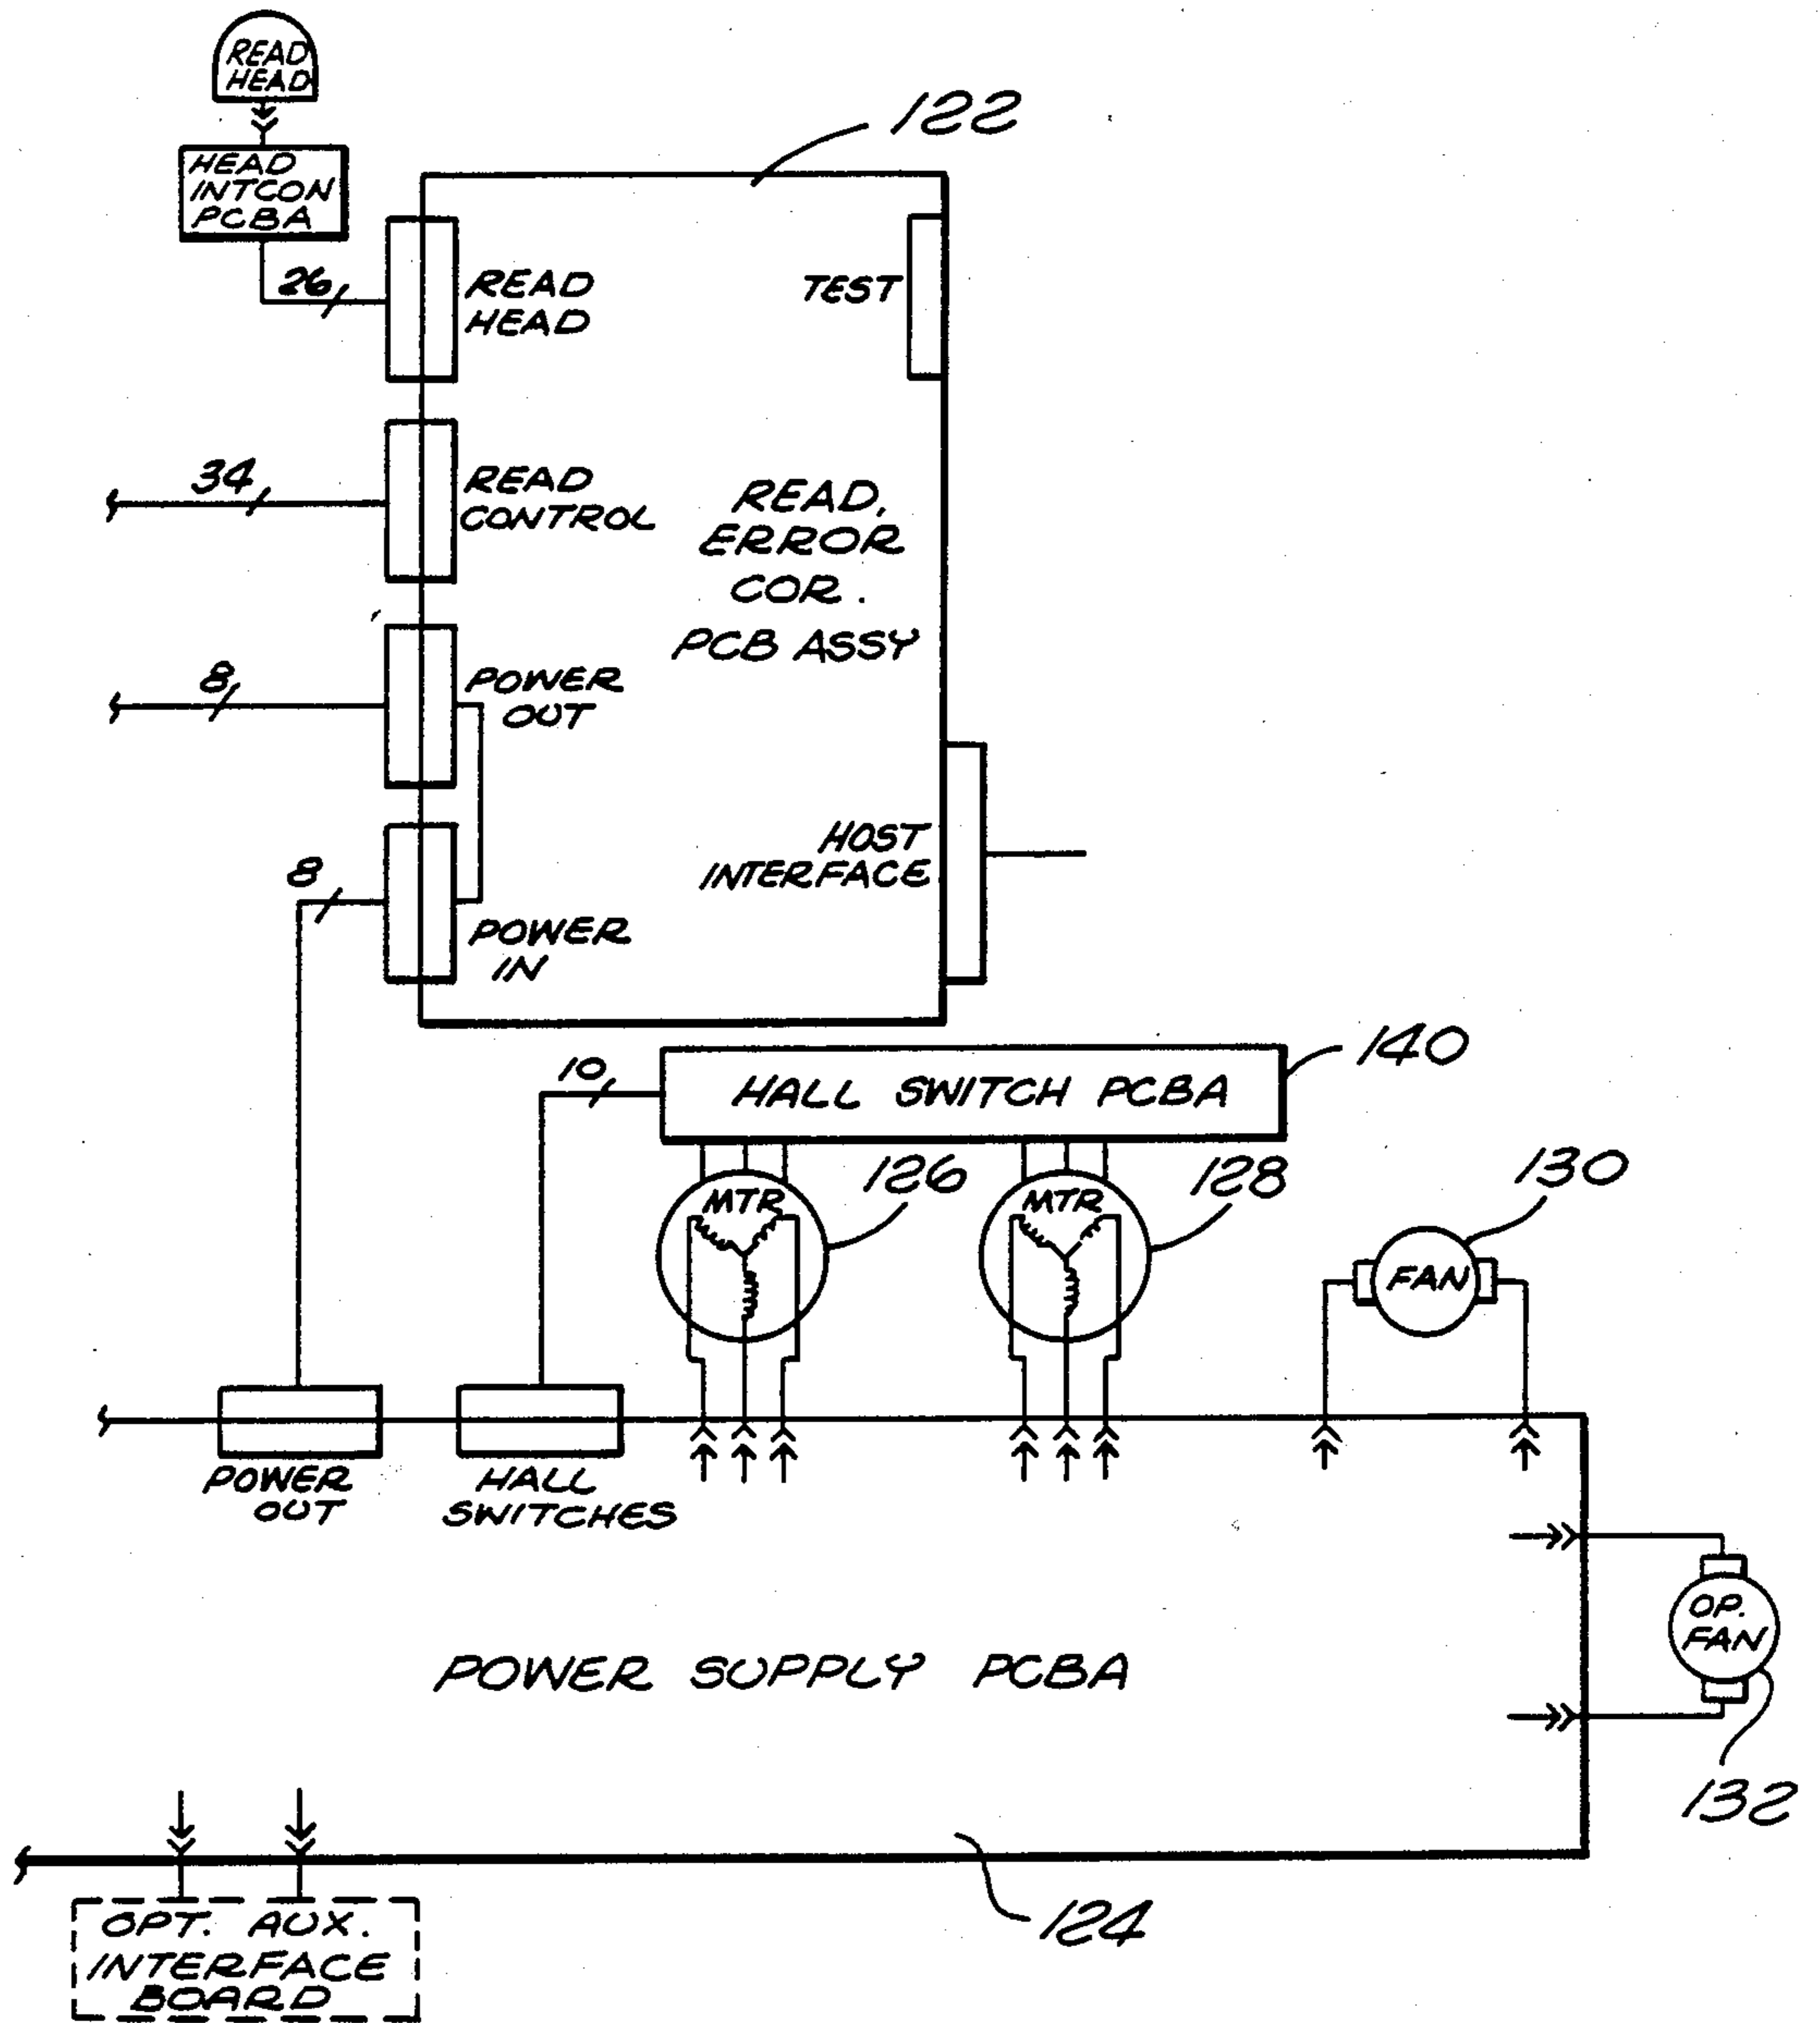 READ
HEAD
HEAD
INTCON
PCBA
122
26
READ
HEAD
TEST
34
READ
CONTROL
READ,
ERROR
COR.
PCB ASSY
8
POWER
OUT
HOST
INTERFACE
8
POWER
IN
140
10
HALL SWITCH PCBA
126
128
130
MTR
MTR
FAN
POWER
OUT
HALL
SWITCHES
OP.
FAN
POWER SUPPLY PCBA
132
124
OPT. AUX.
INTERFACE
BOARD